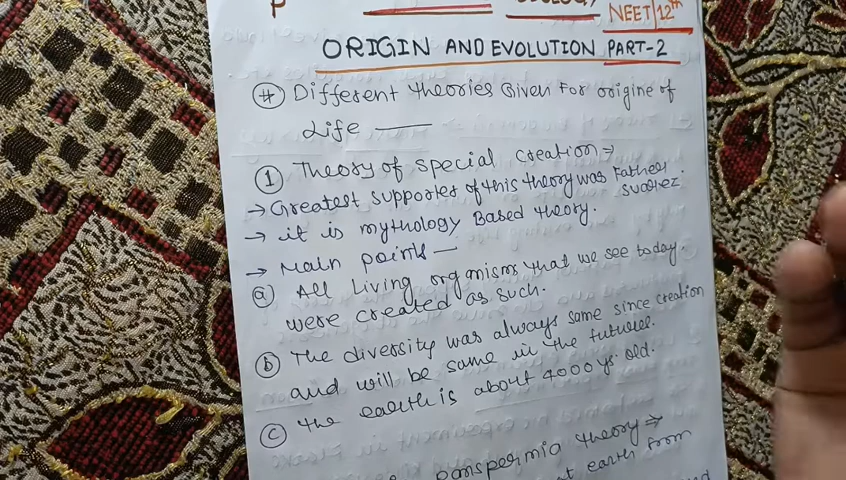 NEET/12th
ORIGIN AND EVOLUTION PART-2
# Different theories Given For origine of
Life —
1 Theory of special creation ⇒
→ Greatest supporter of this theory was Father suarez.
→ it is mythology Based theory.
→ Main points —
a All Living organisms that we see today
were created as such.
b The diversity was always same since creation
and will be same in the future.
c the earth is about 4000 ys. old.
panspermia theory ⇒
earth from